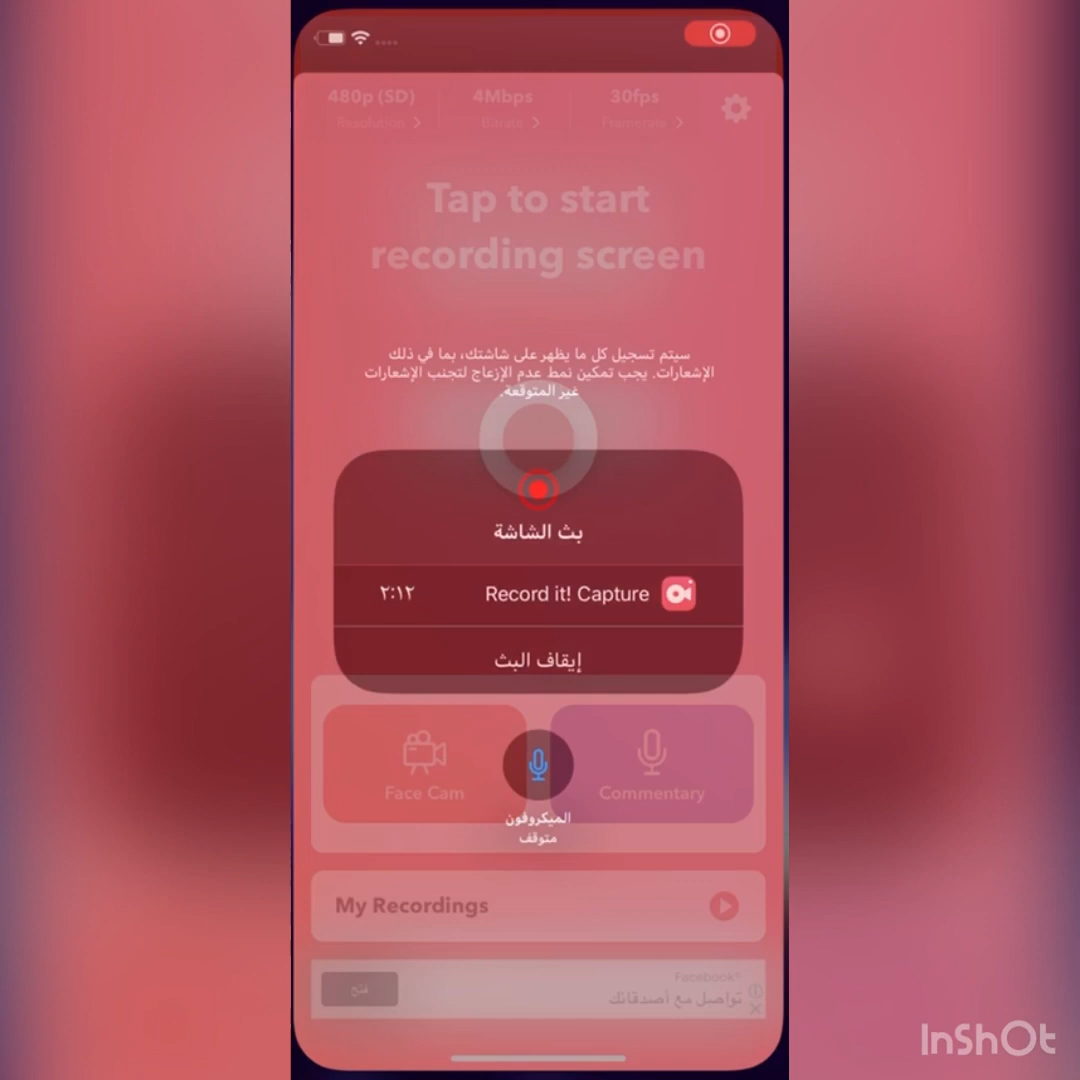 480p (SD)
4Mbps
30fps
Resolution
Bitrate
Framerate
Tap to start
recording screen
سيتم تسجيل كل ما يظهر على شاشتك، بما في ذلك
الإشعارات. يجب تمكين نمط عدم الإزعاج لتجنب الإشعارات
غير المتوقعة.
بث الشاشة
Record it! Capture
٢:١٢
إيقاف البث
Face Cam
Commentary
الميكروفون
متوقف
My Recordings
Facebook®
تواصل مع أصدقائك
فتح
InShOt